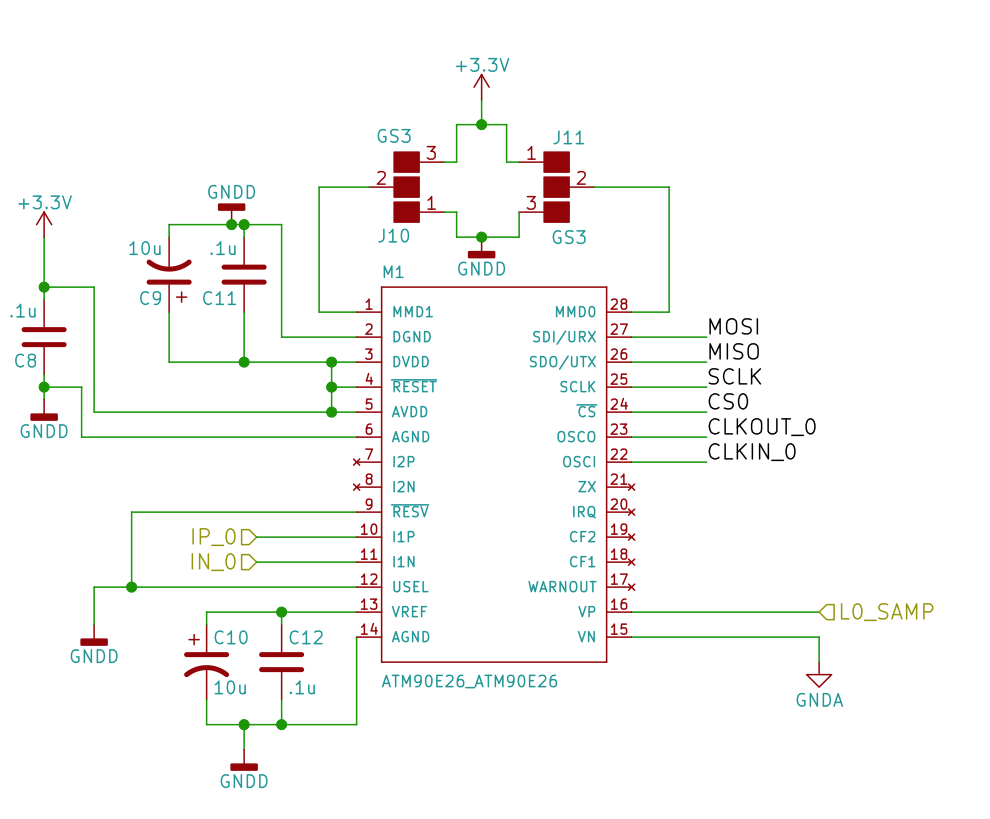 +3.3V
GS3
J11
3
1
2
2
1
3
J10
GS3
GNDD
+3.3V
GNDD
10u
.1u
C9
+
C11
.1u
C8
GNDD
M1
1 MMD1
MMD0 28
2 DGND
SDI/URX 27
MOSI
3 DVDD
SDO/UTX 26
MISO
4 RESET
SCLK 25
SCLK
5 AVDD
CS 24
CS0
6 AGND
OSCO 23
CLKOUT_0
7 I2P
OSCI 22
CLKIN_0
8 I2N
ZX 21
9 RESV
IRQ 20
IP_0
10 I1P
CF2 19
IN_0
11 I1N
CF1 18
12 USEL
WARNOUT 17
13 VREF
VP 16
L0_SAMP
14 AGND
VN 15
GNDD
+
C10
C12
10u
.1u
GNDD
ATM90E26_ATM90E26
GNDA